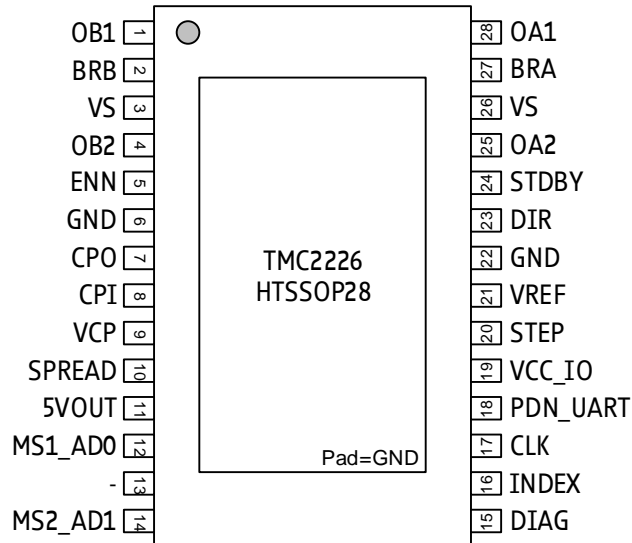 OB1 1 28 OA1
BRB 2 27 BRA
VS 3 26 VS
OB2 4 25 OA2
ENN 5 24 STDBY
GND 6 23 DIR
CPO 7 22 GND
TMC2226
HTSSOP28
CPI 8 21 VREF
VCP 9 20 STEP
SPREAD 10 19 VCC_IO
5VOUT 11 18 PDN_UART
MS1_AD0 12 17 CLK
Pad=GND
- 13 16 INDEX
MS2_AD1 14 15 DIAG